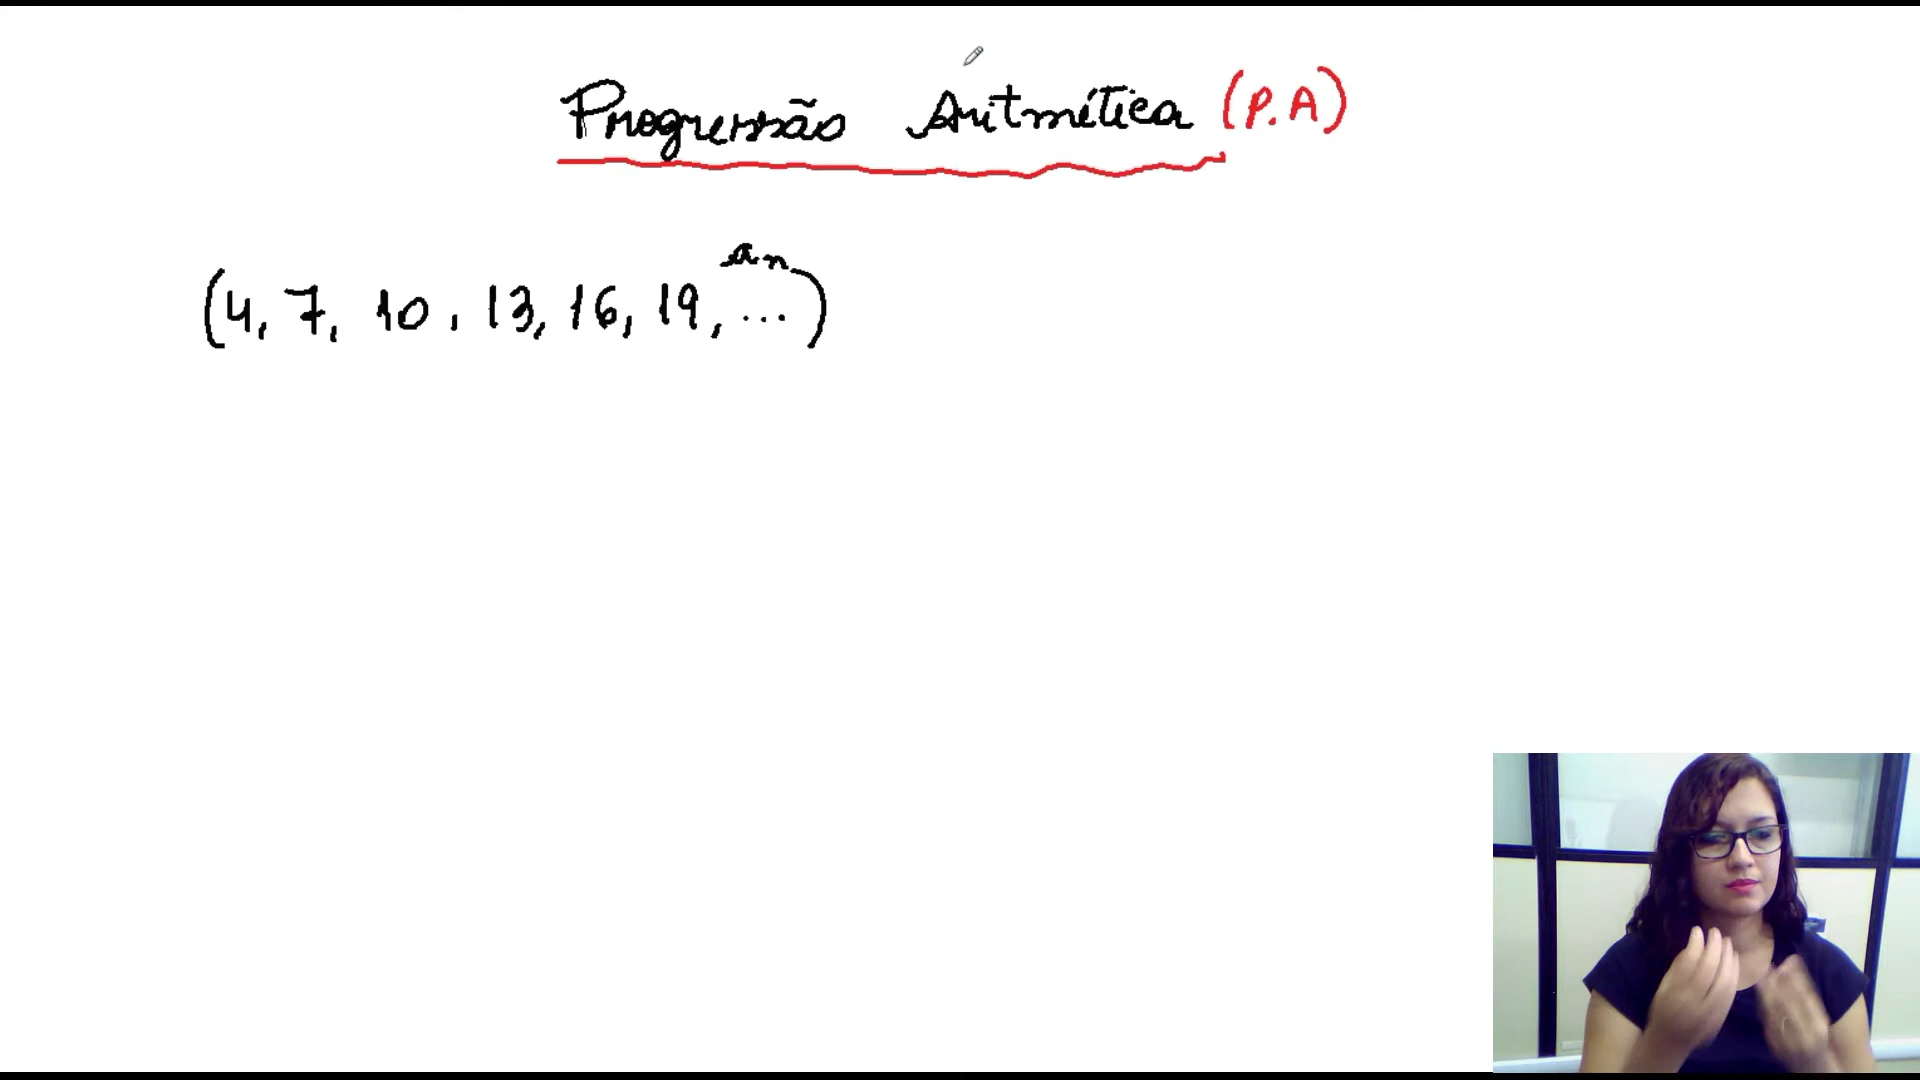 Progressão Aritmética (P.A)
an
(4, 7, 10, 13, 16, 19, ...)